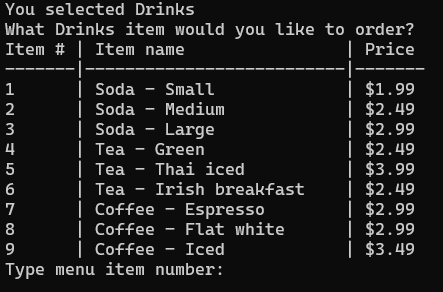 You selected Drinks
What Drinks item would you like to order?
Item # | Item name                | Price
-------|--------------------------|-------
1      | Soda - Small             | $1.99
2      | Soda - Medium            | $2.49
3      | Soda - Large             | $2.99
4      | Tea - Green              | $2.49
5      | Tea - Thai iced          | $3.99
6      | Tea - Irish breakfast    | $2.49
7      | Coffee - Espresso        | $2.99
8      | Coffee - Flat white      | $2.99
9      | Coffee - Iced            | $3.49
Type menu item number: